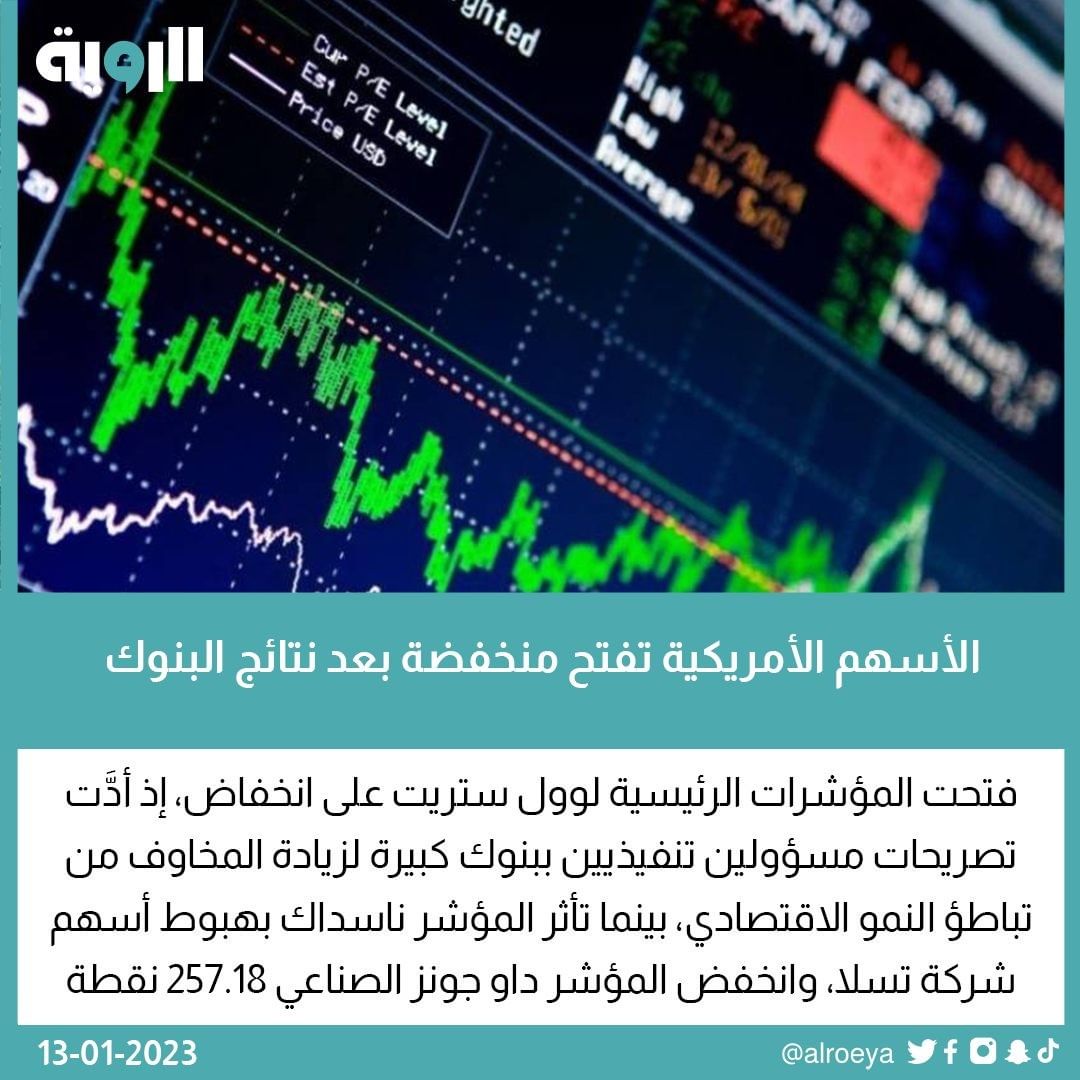 الرؤية
ghted
Cur P/E Level
Est P/E Level
Price USD
High
Low
Average
FOR
20
الأسهم الأمريكية تفتح منخفضة بعد نتائج البنوك
فتحت المؤشرات الرئيسية لوول ستريت على انخفاض، إذ أدَّت
تصريحات مسؤولين تنفيذيين ببنوك كبيرة لزيادة المخاوف من
تباطؤ النمو الاقتصادي، بينما تأثر المؤشر ناسداك بهبوط أسهم
شركة تسلا، وانخفض المؤشر داو جونز الصناعي 257.18 نقطة
13-01-2023
@alroeya